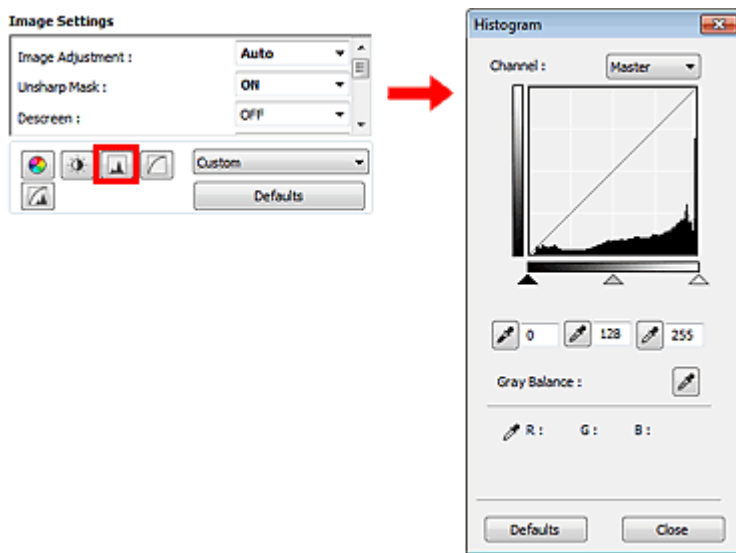 Image Settings
Image Adjustment :
Auto
Unsharp Mask :
ON
Descreen :
OFF
Custom
Defaults
Histogram
Channel :
Master
0
128
255
Gray Balance :
R :
G :
B :
Defaults
Close